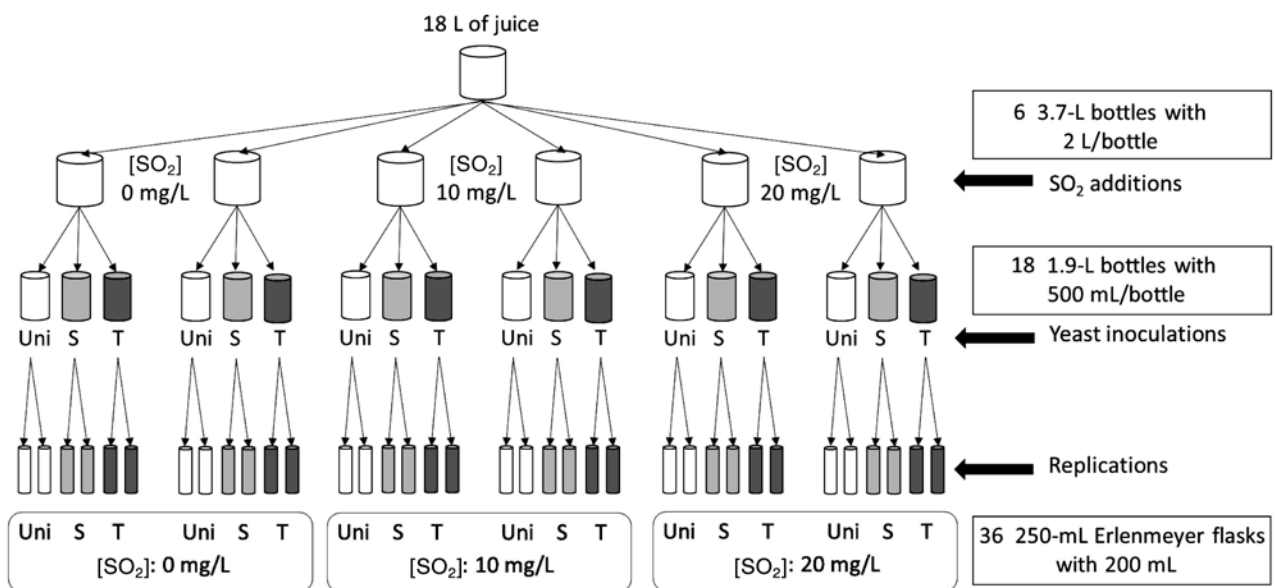 18 L of juice
6 3.7-L bottles with
2 L/bottle
[SO₂]
0 mg/L
[SO₂]
10 mg/L
[SO₂]
20 mg/L
SO₂ additions
18 1.9-L bottles with
500 mL/bottle
Uni S T Uni S T Uni S T Uni S T Uni S T Uni S T
Yeast inoculations
Replications
Uni S T Uni S T Uni S T Uni S T Uni S T Uni S T
[SO₂]: 0 mg/L
[SO₂]: 10 mg/L
[SO₂]: 20 mg/L
36 250-mL Erlenmeyer flasks
with 200 mL